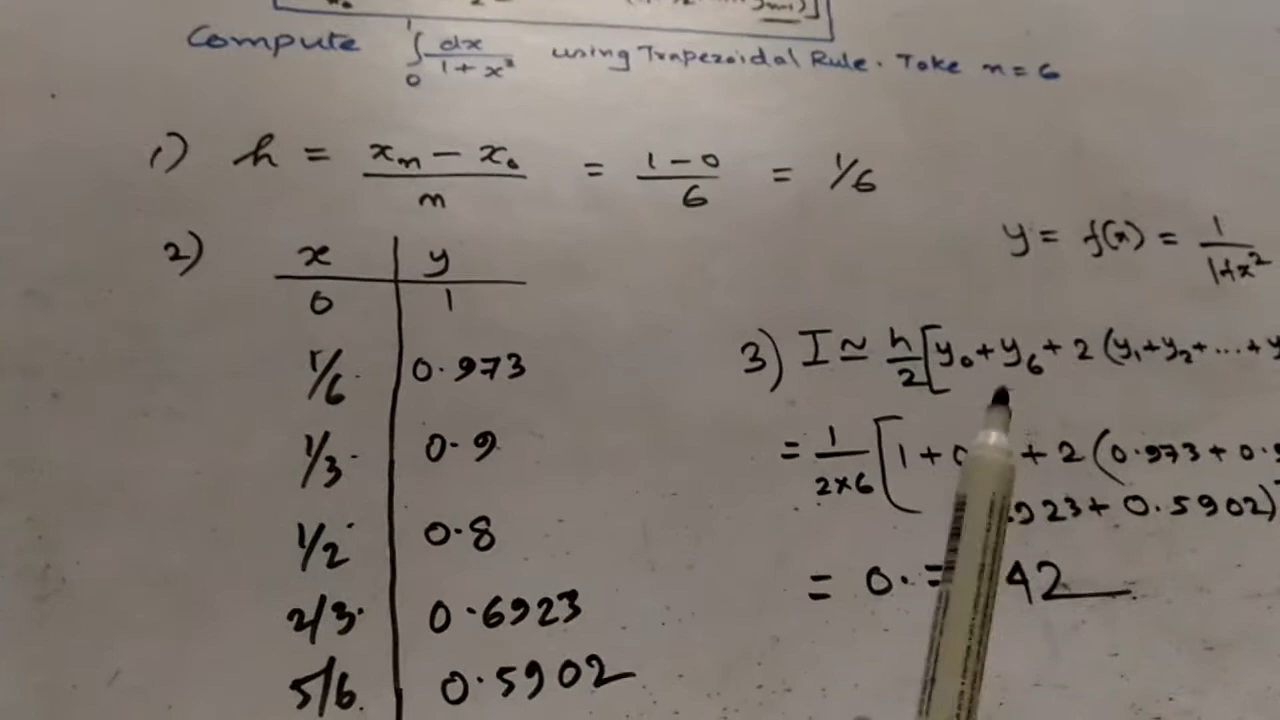 Compute ∫₀¹ dx/(1+x²) using Trapezoidal Rule. Take n=6
1) h = (xₙ - x₀)/n = (1-0)/6 = 1/6
2) x | y
y = f(x) = 1/(1+x²)
0 | 1
1/6 | 0.973
3) I ≃ h/2 [y₀+y₆+2(y₁+y₂+...+y
1/3 | 0.9
= 1/(2×6) [1+0 +2(0.973+0.9
923+0.5902)
1/2 | 0.8
= 0. 42
2/3 | 0.6923
5/6 | 0.5902